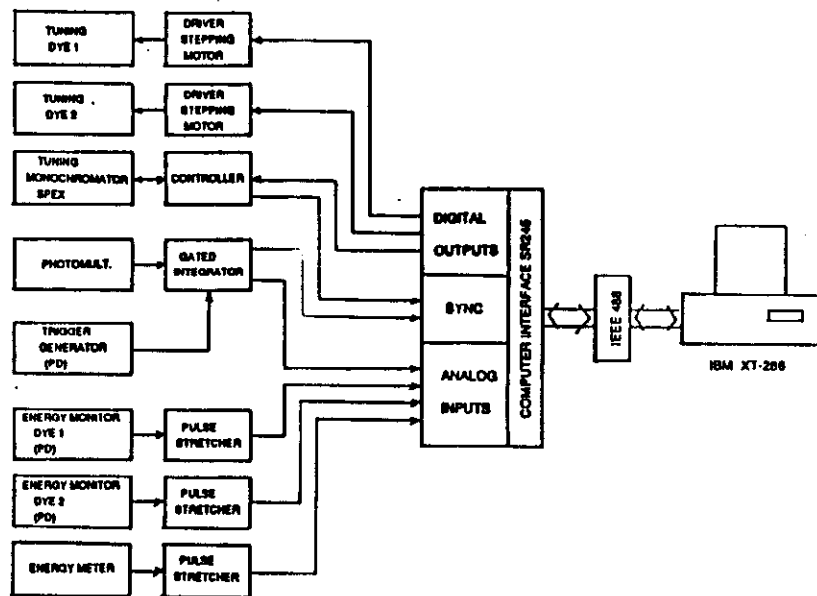 TUNING
DYE 1
DRIVER
STEPPING
MOTOR
TUNING
DYE 2
DRIVER
STEPPING
MOTOR
TUNING
MONOCHROMATOR
SPEX
CONTROLLER
PHOTOMULT.
GATED
INTEGRATOR
TRIGGER
GENERATOR
(PD)
ENERGY MONITOR
DYE 1
(PD)
PULSE
STRETCHER
ENERGY MONITOR
DYE 2
(PD)
PULSE
STRETCHER
ENERGY METER
PULSE
STRETCHER
DIGITAL
OUTPUTS
SYNC
ANALOG
INPUTS
COMPUTER INTERFACE SR245
IEEE 488
IBM XT-286